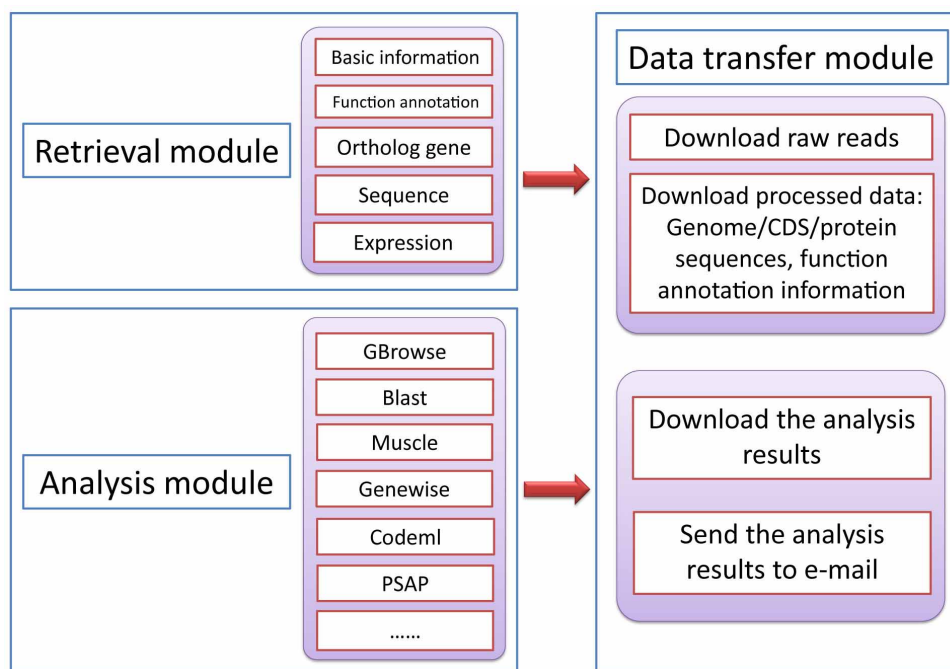 Retrieval module
Basic information
Function annotation
Ortholog gene
Sequence
Expression
Analysis module
GBrowse
Blast
Muscle
Genewise
Codeml
PSAP
......
Data transfer module
Download raw reads
Download processed data:
Genome/CDS/protein
sequences, function
annotation information
Download the analysis
results
Send the analysis
results to e-mail